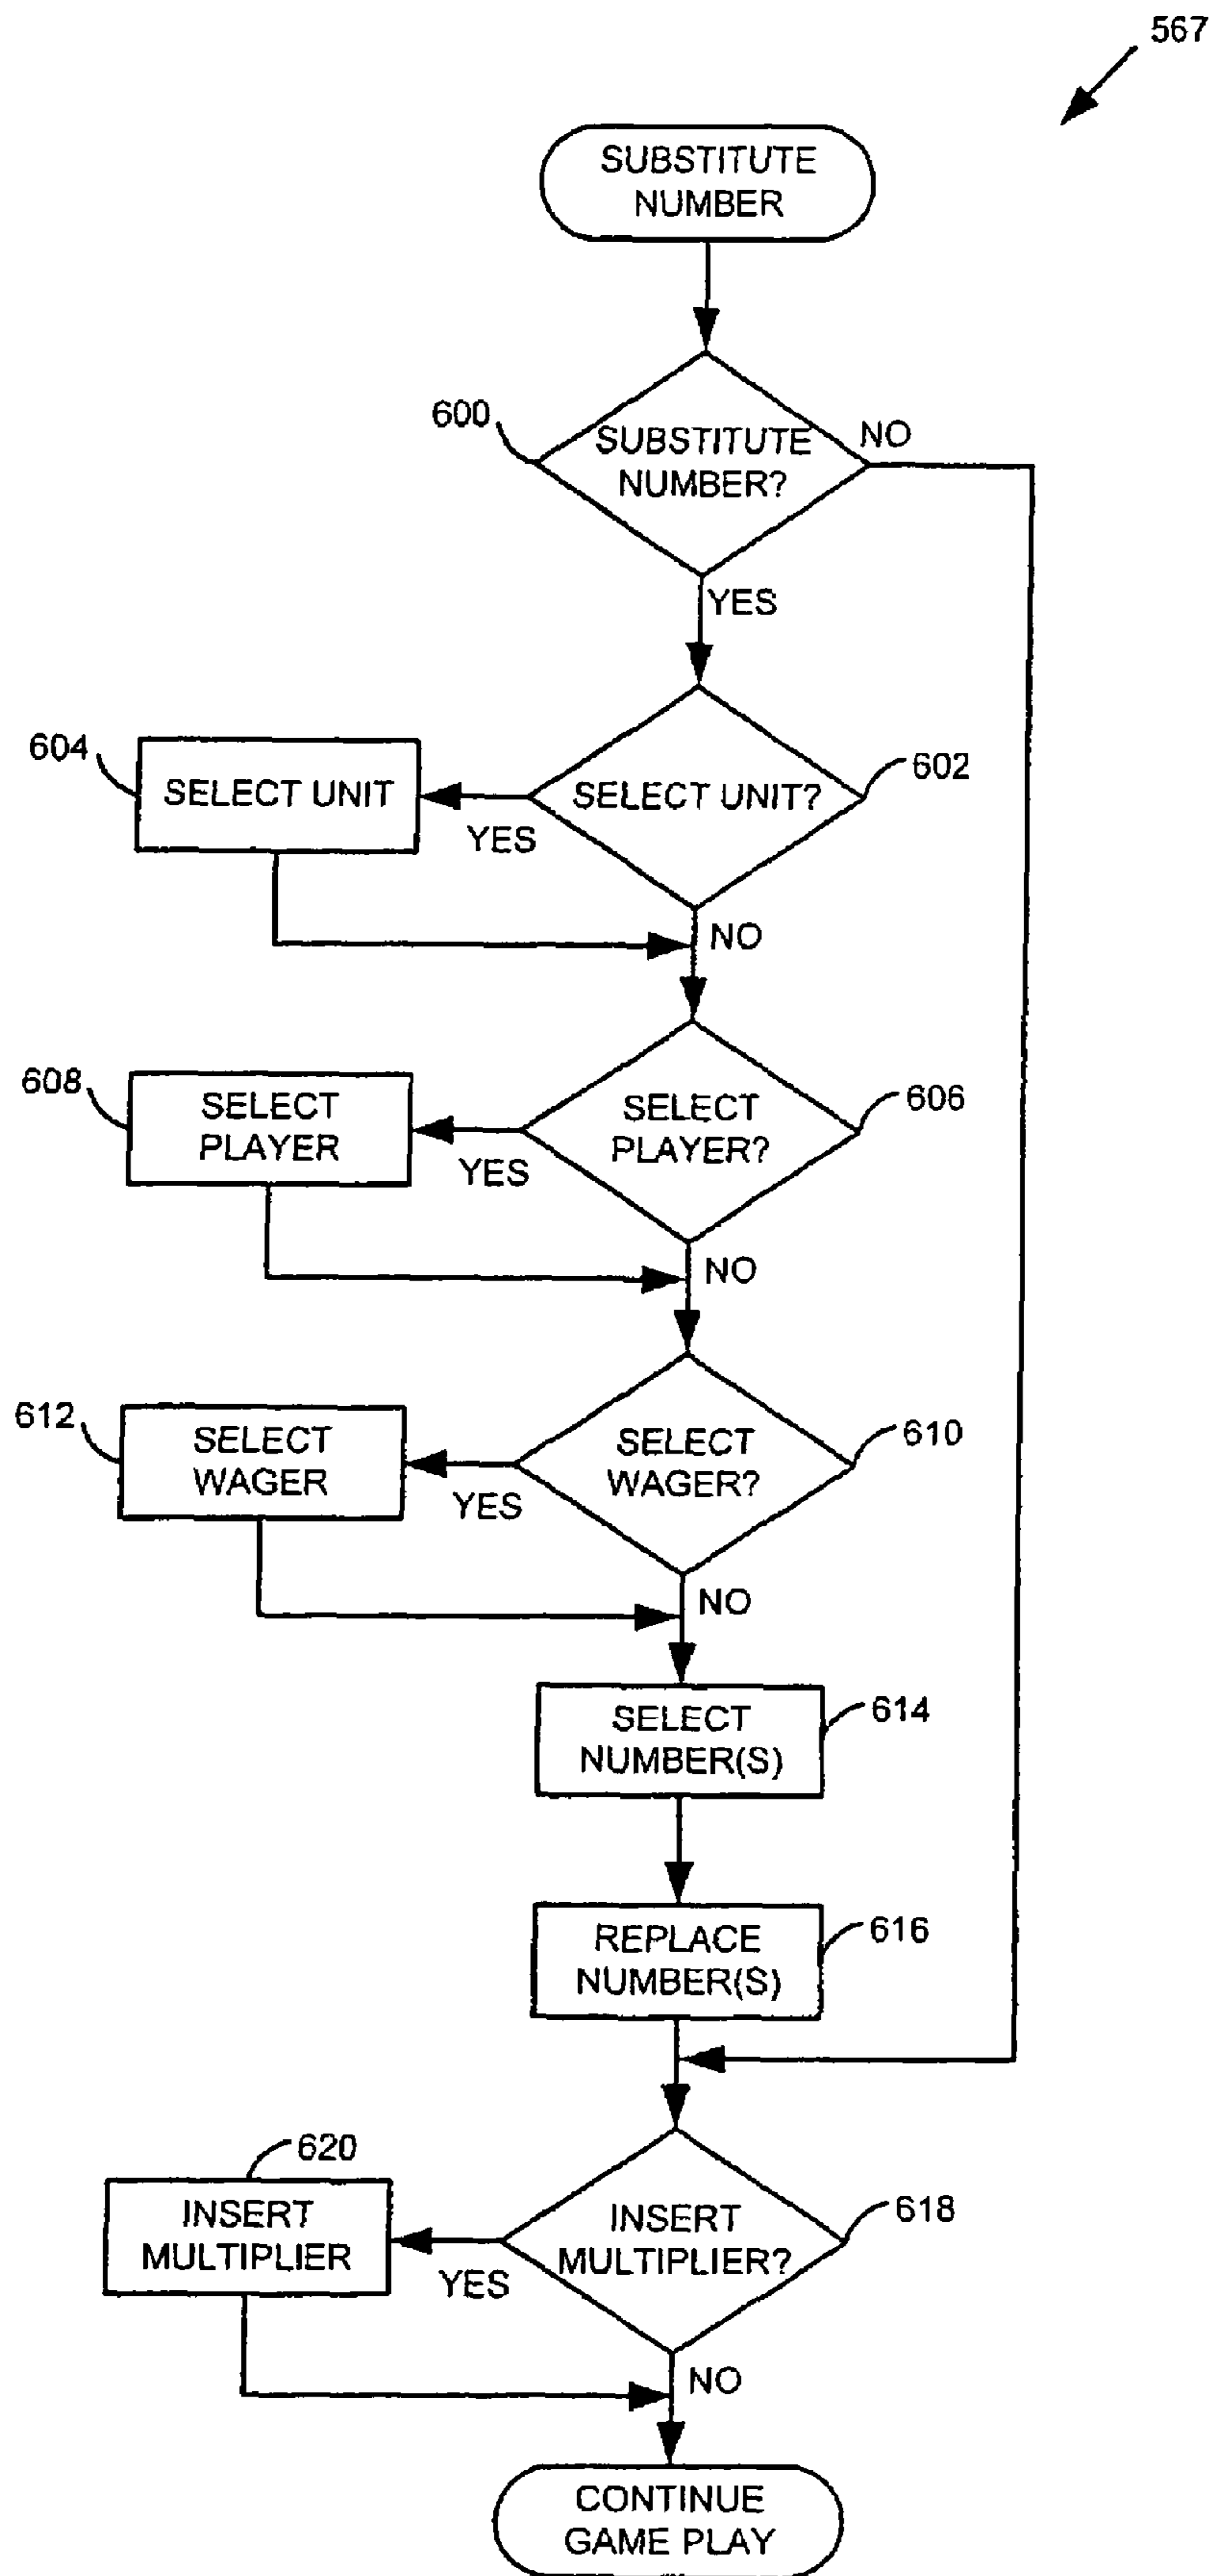 567
SUBSTITUTE
NUMBER
600
SUBSTITUTE
NUMBER?
NO
YES
604
SELECT UNIT
YES
SELECT UNIT?
602
NO
608
SELECT
PLAYER
YES
SELECT
PLAYER?
606
NO
612
SELECT
WAGER
YES
SELECT
WAGER?
610
NO
SELECT
NUMBER(S)
614
REPLACE
NUMBER(S)
616
620
INSERT
MULTIPLIER
YES
INSERT
MULTIPLIER?
618
NO
CONTINUE
GAME PLAY